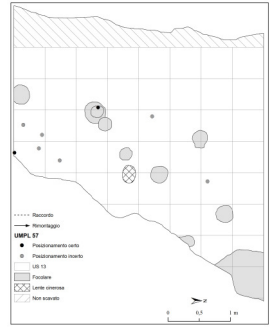 Raccordo
Rimontaggio
UMPL 57
Posizionamento certo
Posizionamento incerto
US 13
Focolare
Lente cinerosa
Non scavato
z
0 0,5 1 m